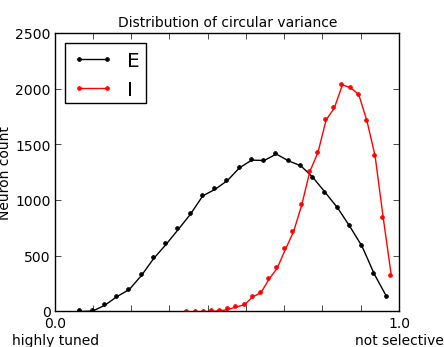 Distribution of circular variance
2500
2000
1500
1000
500
0
Neuron count
E
I
0.0
1.0
highly tuned
not selective